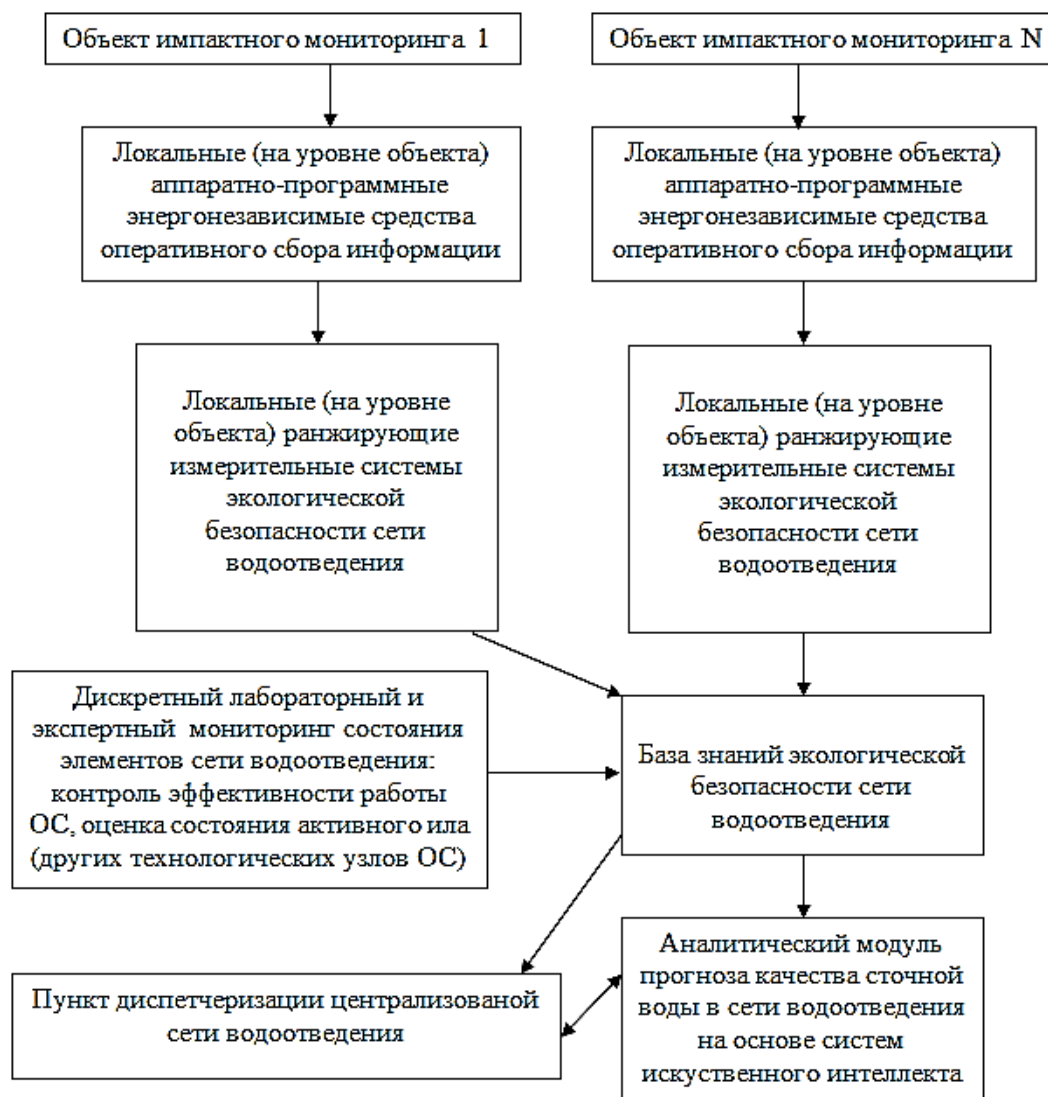 Объект импактного мониторинга 1
Объект импактного мониторинга N
Локальные (на уровне объекта)
аппаратно-программные
энергонезависимые средства
оперативного сбора информации
Локальные (на уровне объекта)
аппаратно-программные
энергонезависимые средства
оперативного сбора информации
Локальные (на уровне
объекта) ранжирующие
измерительные системы
экологической
безопасности сети
водоотведения
Локальные (на уровне
объекта) ранжирующие
измерительные системы
экологической
безопасности сети
водоотведения
Дискретный лабораторный и
экспертный мониторинг состояния
элементов сети водоотведения:
контроль эффективности работы
ОС, оценка состояния активного ила
(других технологических узлов ОС)
База знаний экологической
безопасности сети
водоотведения
Пункт диспетчеризации централизованой
сети водоотведения
Аналитический модуль
прогноза качества сточной
воды в сети водоотведения
на основе систем
искуственного интеллекта